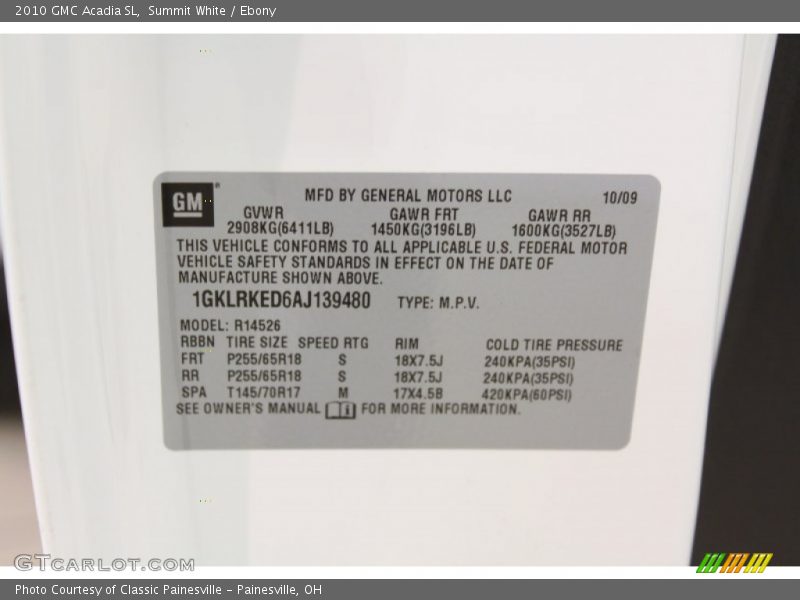 2010 GMC Acadia SL, Summit White / Ebony
GM
MFD BY GENERAL MOTORS LLC 10/09
GVWR GAWR FRT GAWR RR
2908KG(6411LB) 1450KG(3196LB) 1600KG(3527LB)
THIS VEHICLE CONFORMS TO ALL APPLICABLE U.S. FEDERAL MOTOR
VEHICLE SAFETY STANDARDS IN EFFECT ON THE DATE OF
MANUFACTURE SHOWN ABOVE.
1GKLRKED6AJ139480 TYPE: M.P.V.
MODEL: R14526
RBBN TIRE SIZE SPEED RTG RIM COLD TIRE PRESSURE
FRT P255/65R18 S 18X7.5J 240KPA(35PSI)
RR P255/65R18 S 18X7.5J 240KPA(35PSI)
SPA T145/70R17 M 17X4.5B 420KPA(60PSI)
SEE OWNER'S MANUAL FOR MORE INFORMATION.
GTCARLOT.COM
Photo Courtesy of Classic Painesville - Painesville, OH